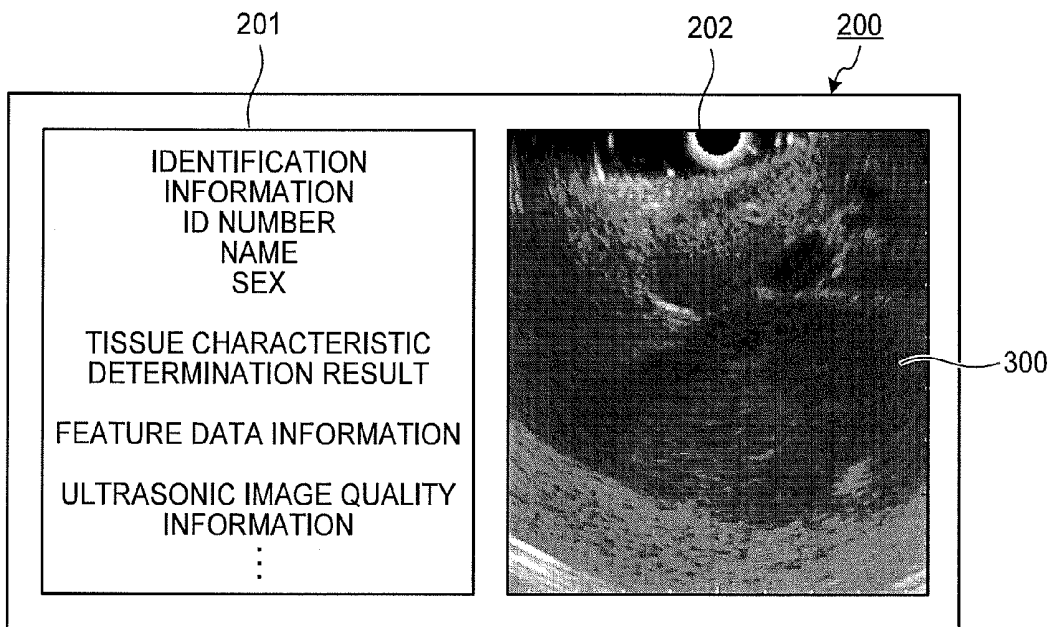 201
202
200
IDENTIFICATION
INFORMATION
ID NUMBER
NAME
SEX
TISSUE CHARACTERISTIC
DETERMINATION RESULT
FEATURE DATA INFORMATION
ULTRASONIC IMAGE QUALITY
INFORMATION
⋮
300